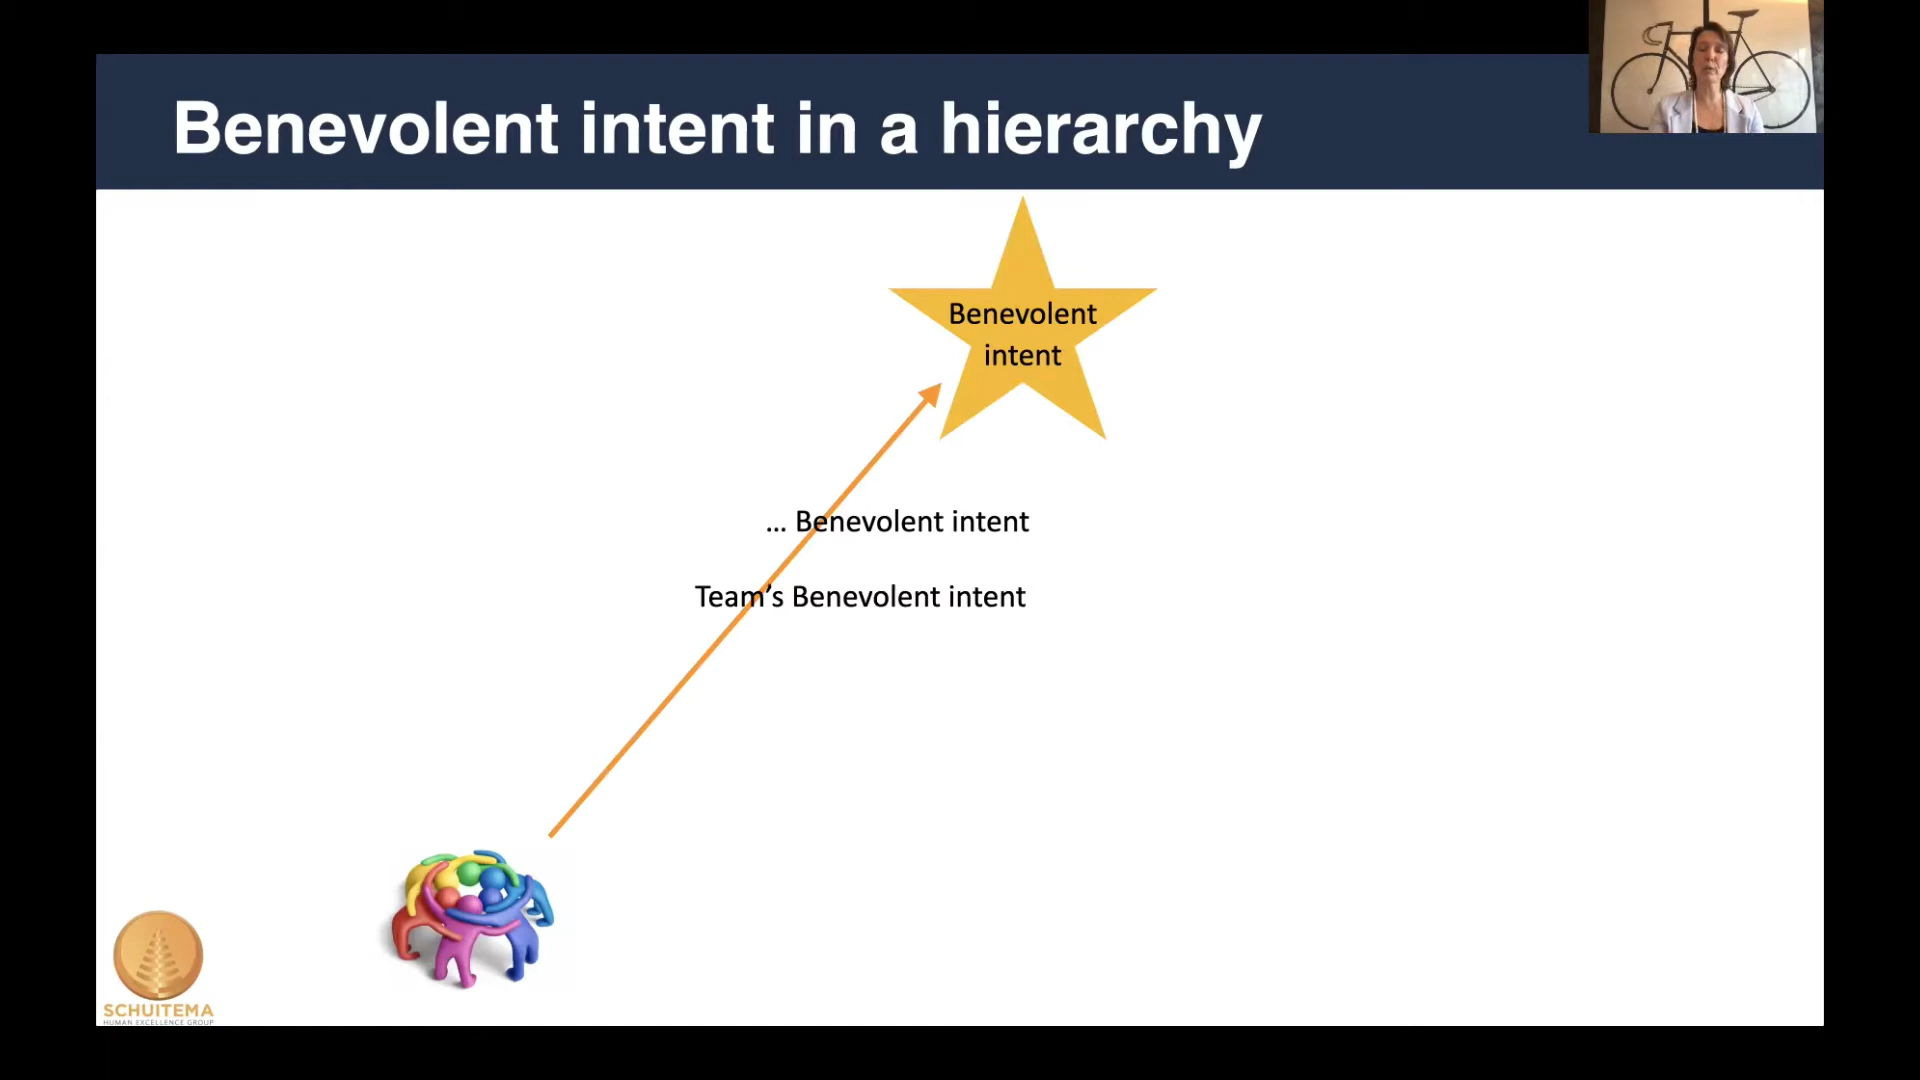 Benevolent intent in a hierarchy
Benevolent
intent
... Benevolent intent
Team's Benevolent intent
SCHUITEMA
HUMAN EXCELLENCE GROUP